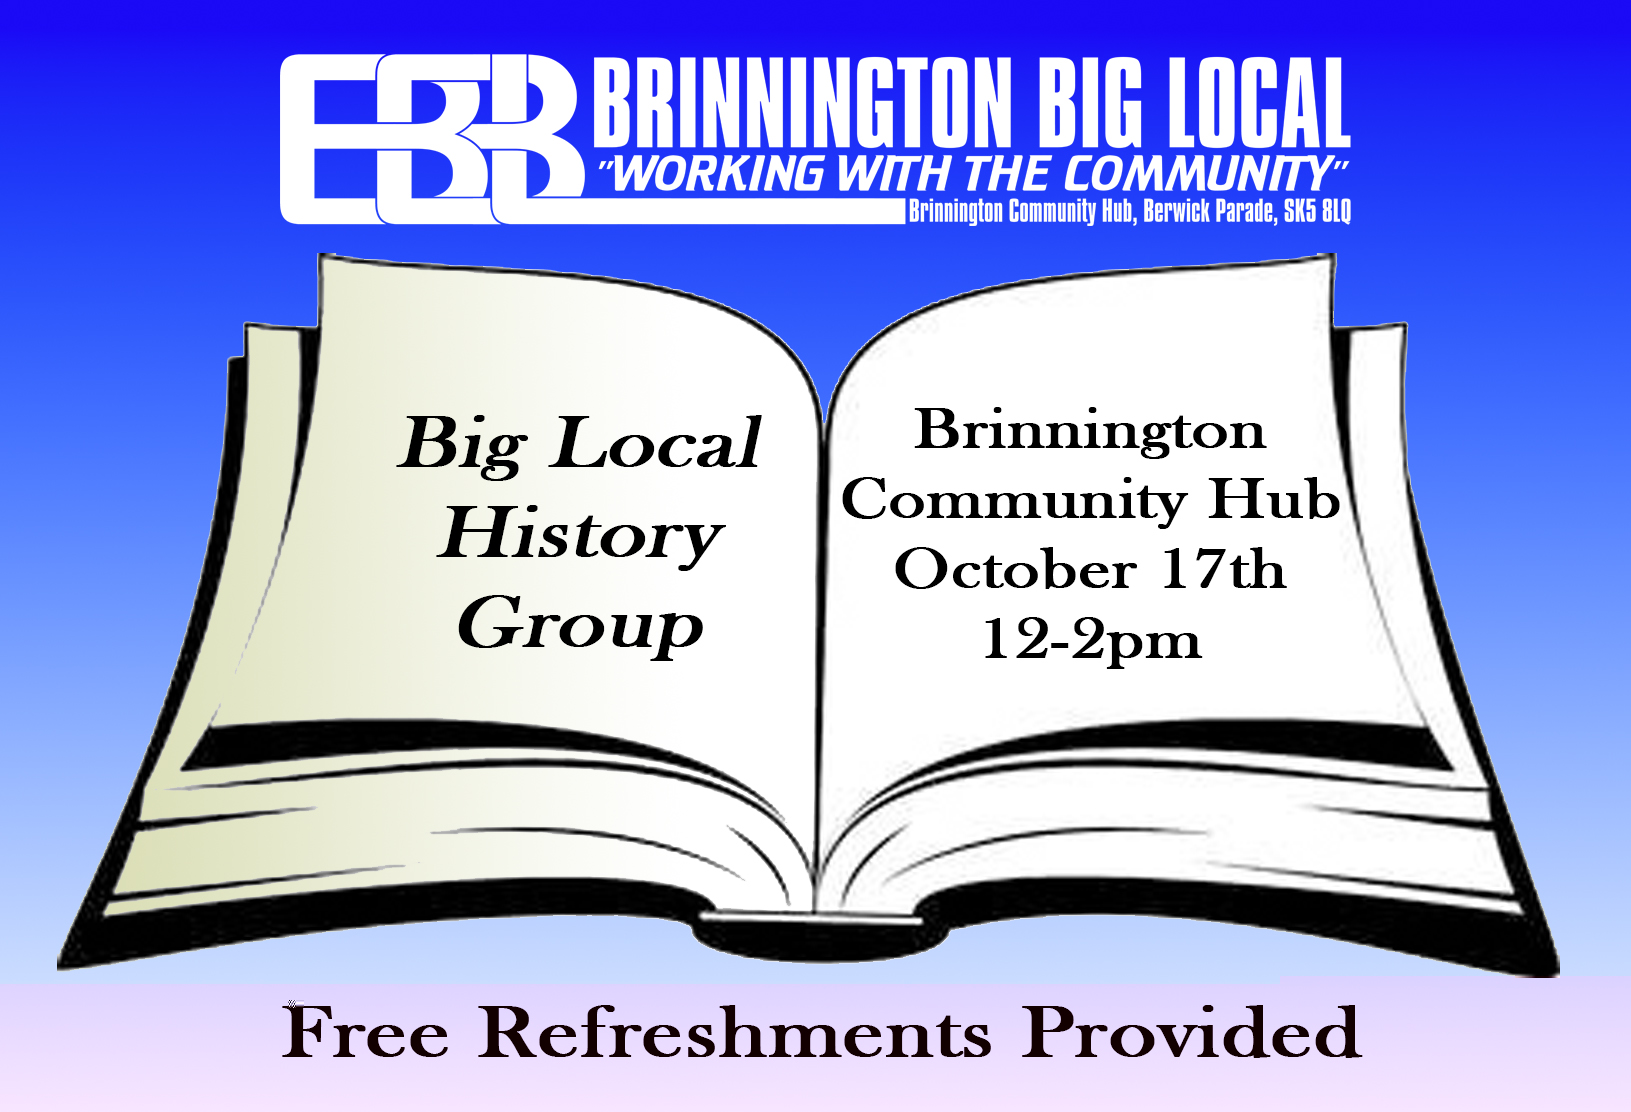 BRINNINGTON BIG LOCAL
"WORKING WITH THE COMMUNITY"
Brinnington Community Hub, Berwick Parade, SK5 8LQ
Big Local
History
Group
Brinnington
Community Hub
October 17th
12-2pm
Free Refreshments Provided